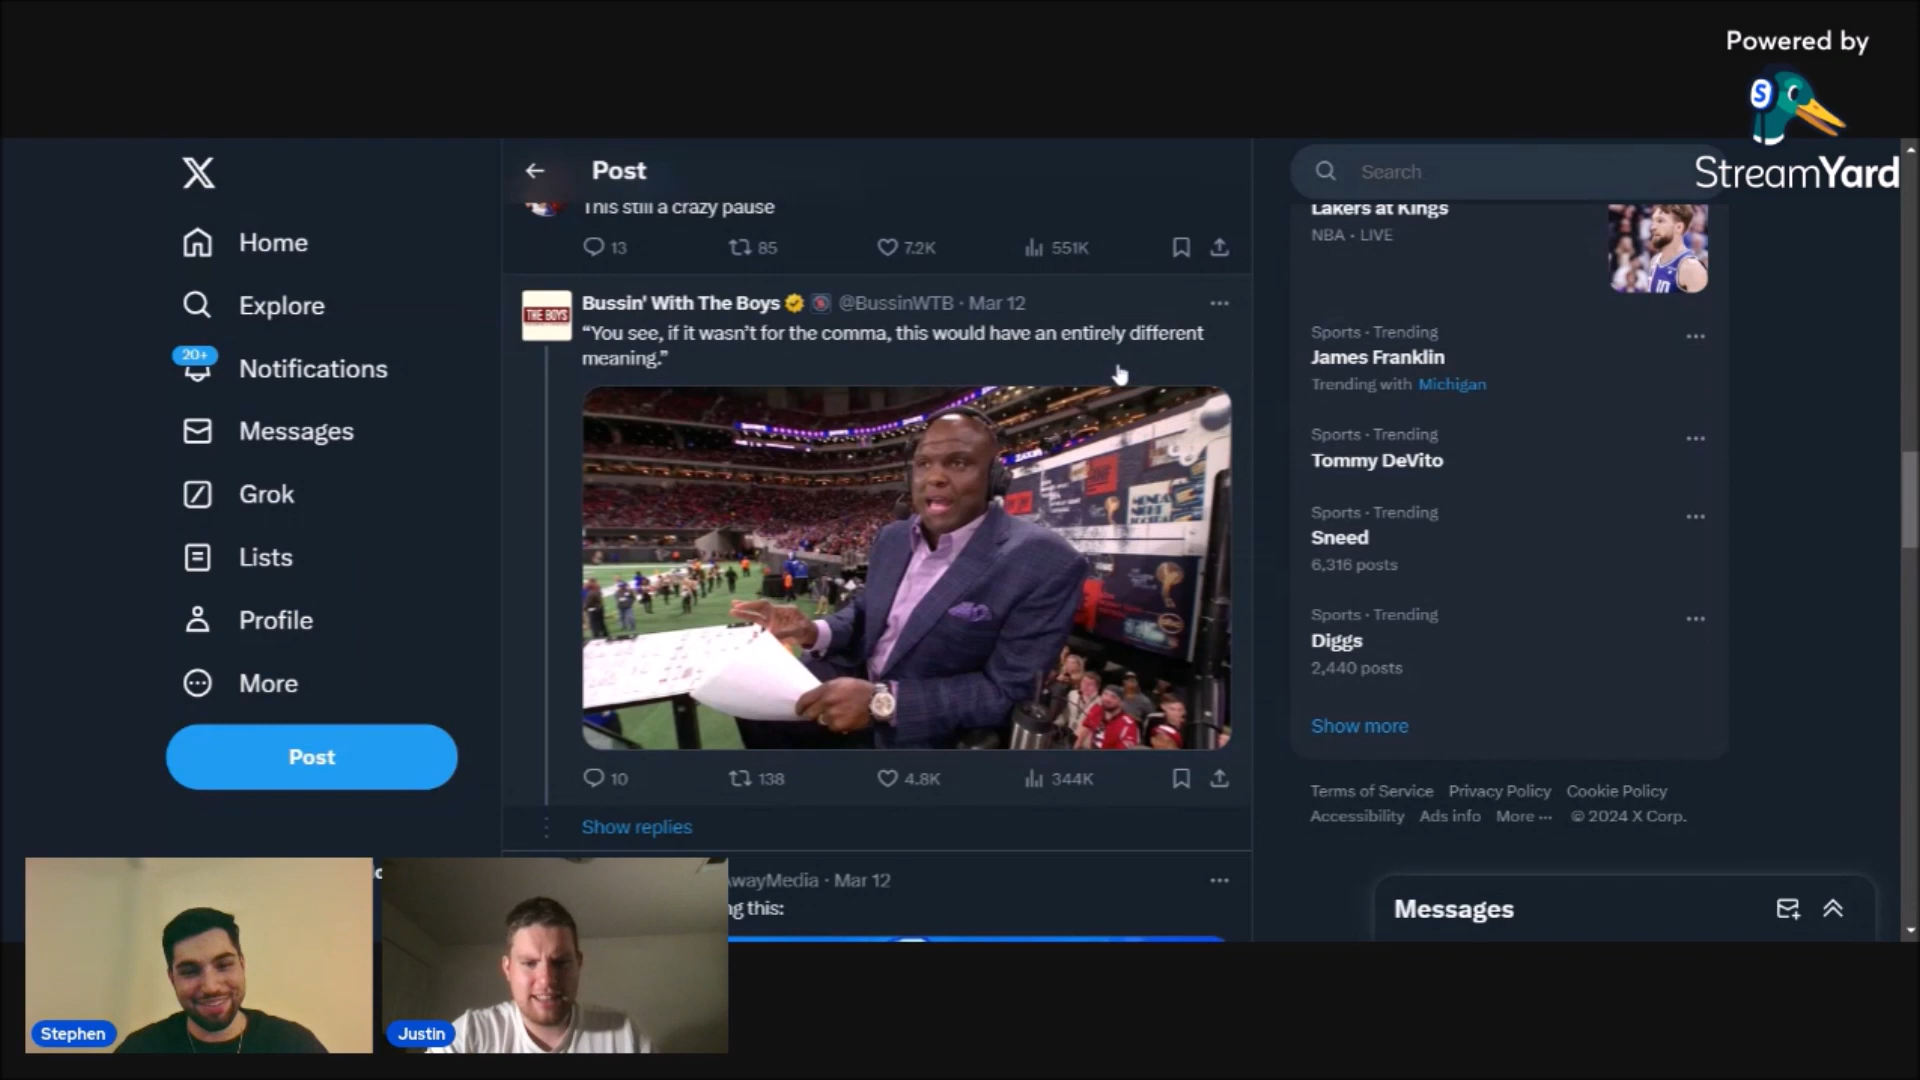 Powered by
StreamYard
Home
Explore
20+
Notifications
Messages
Grok
Lists
Profile
More
Post
Post
This still a crazy pause
13
85
7.2K
551K
THE BOYS
Bussin' With The Boys @BussinWTB · Mar 12
“You see, if it wasn’t for the comma, this would have an entirely different
meaning.”
10
138
4.8K
344K
Show replies
wayMedia · Mar 12
ng this:
Search
Lakers at Kings
NBA · LIVE
Sports · Trending
James Franklin
Trending with Michigan
Sports · Trending
Tommy DeVito
Sports · Trending
Sneed
6,316 posts
Sports · Trending
Diggs
2,440 posts
Show more
Terms of Service Privacy Policy Cookie Policy
Accessibility Ads info More ··· © 2024 X Corp.
Messages
Stephen
Justin